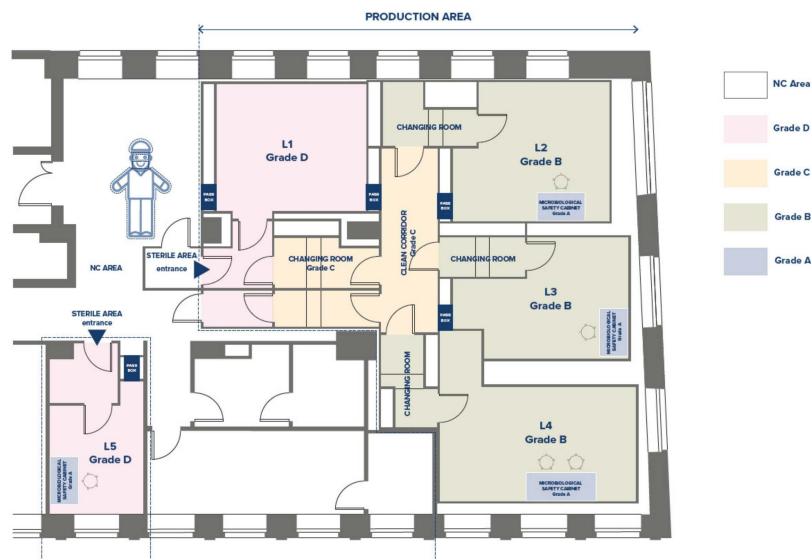 PRODUCTION AREA
NC Area
Grade D
Grade C
Grade B
Grade A
L1
Grade D
CHANGING ROOM
L2
Grade B
MICROBIOLOGICAL
SAFETY CABINET
Grade A
PASS
BOX
PASS
BOX
PASS
BOX
CLEAN CORRIDOR
Grade C
STERILE AREA
entrance
CHANGING ROOM
Grade C
CHANGING ROOM
NC AREA
L3
Grade B
MICROBIOLOGICAL
SAFETY CABINET
Grade A
PASS
BOX
STERILE AREA
entrance
PASS
BOX
CHANGING ROOM
L4
Grade B
MICROBIOLOGICAL
SAFETY CABINET
Grade A
L5
Grade D
MICROBIOLOGICAL
SAFETY CABINET
Grade A